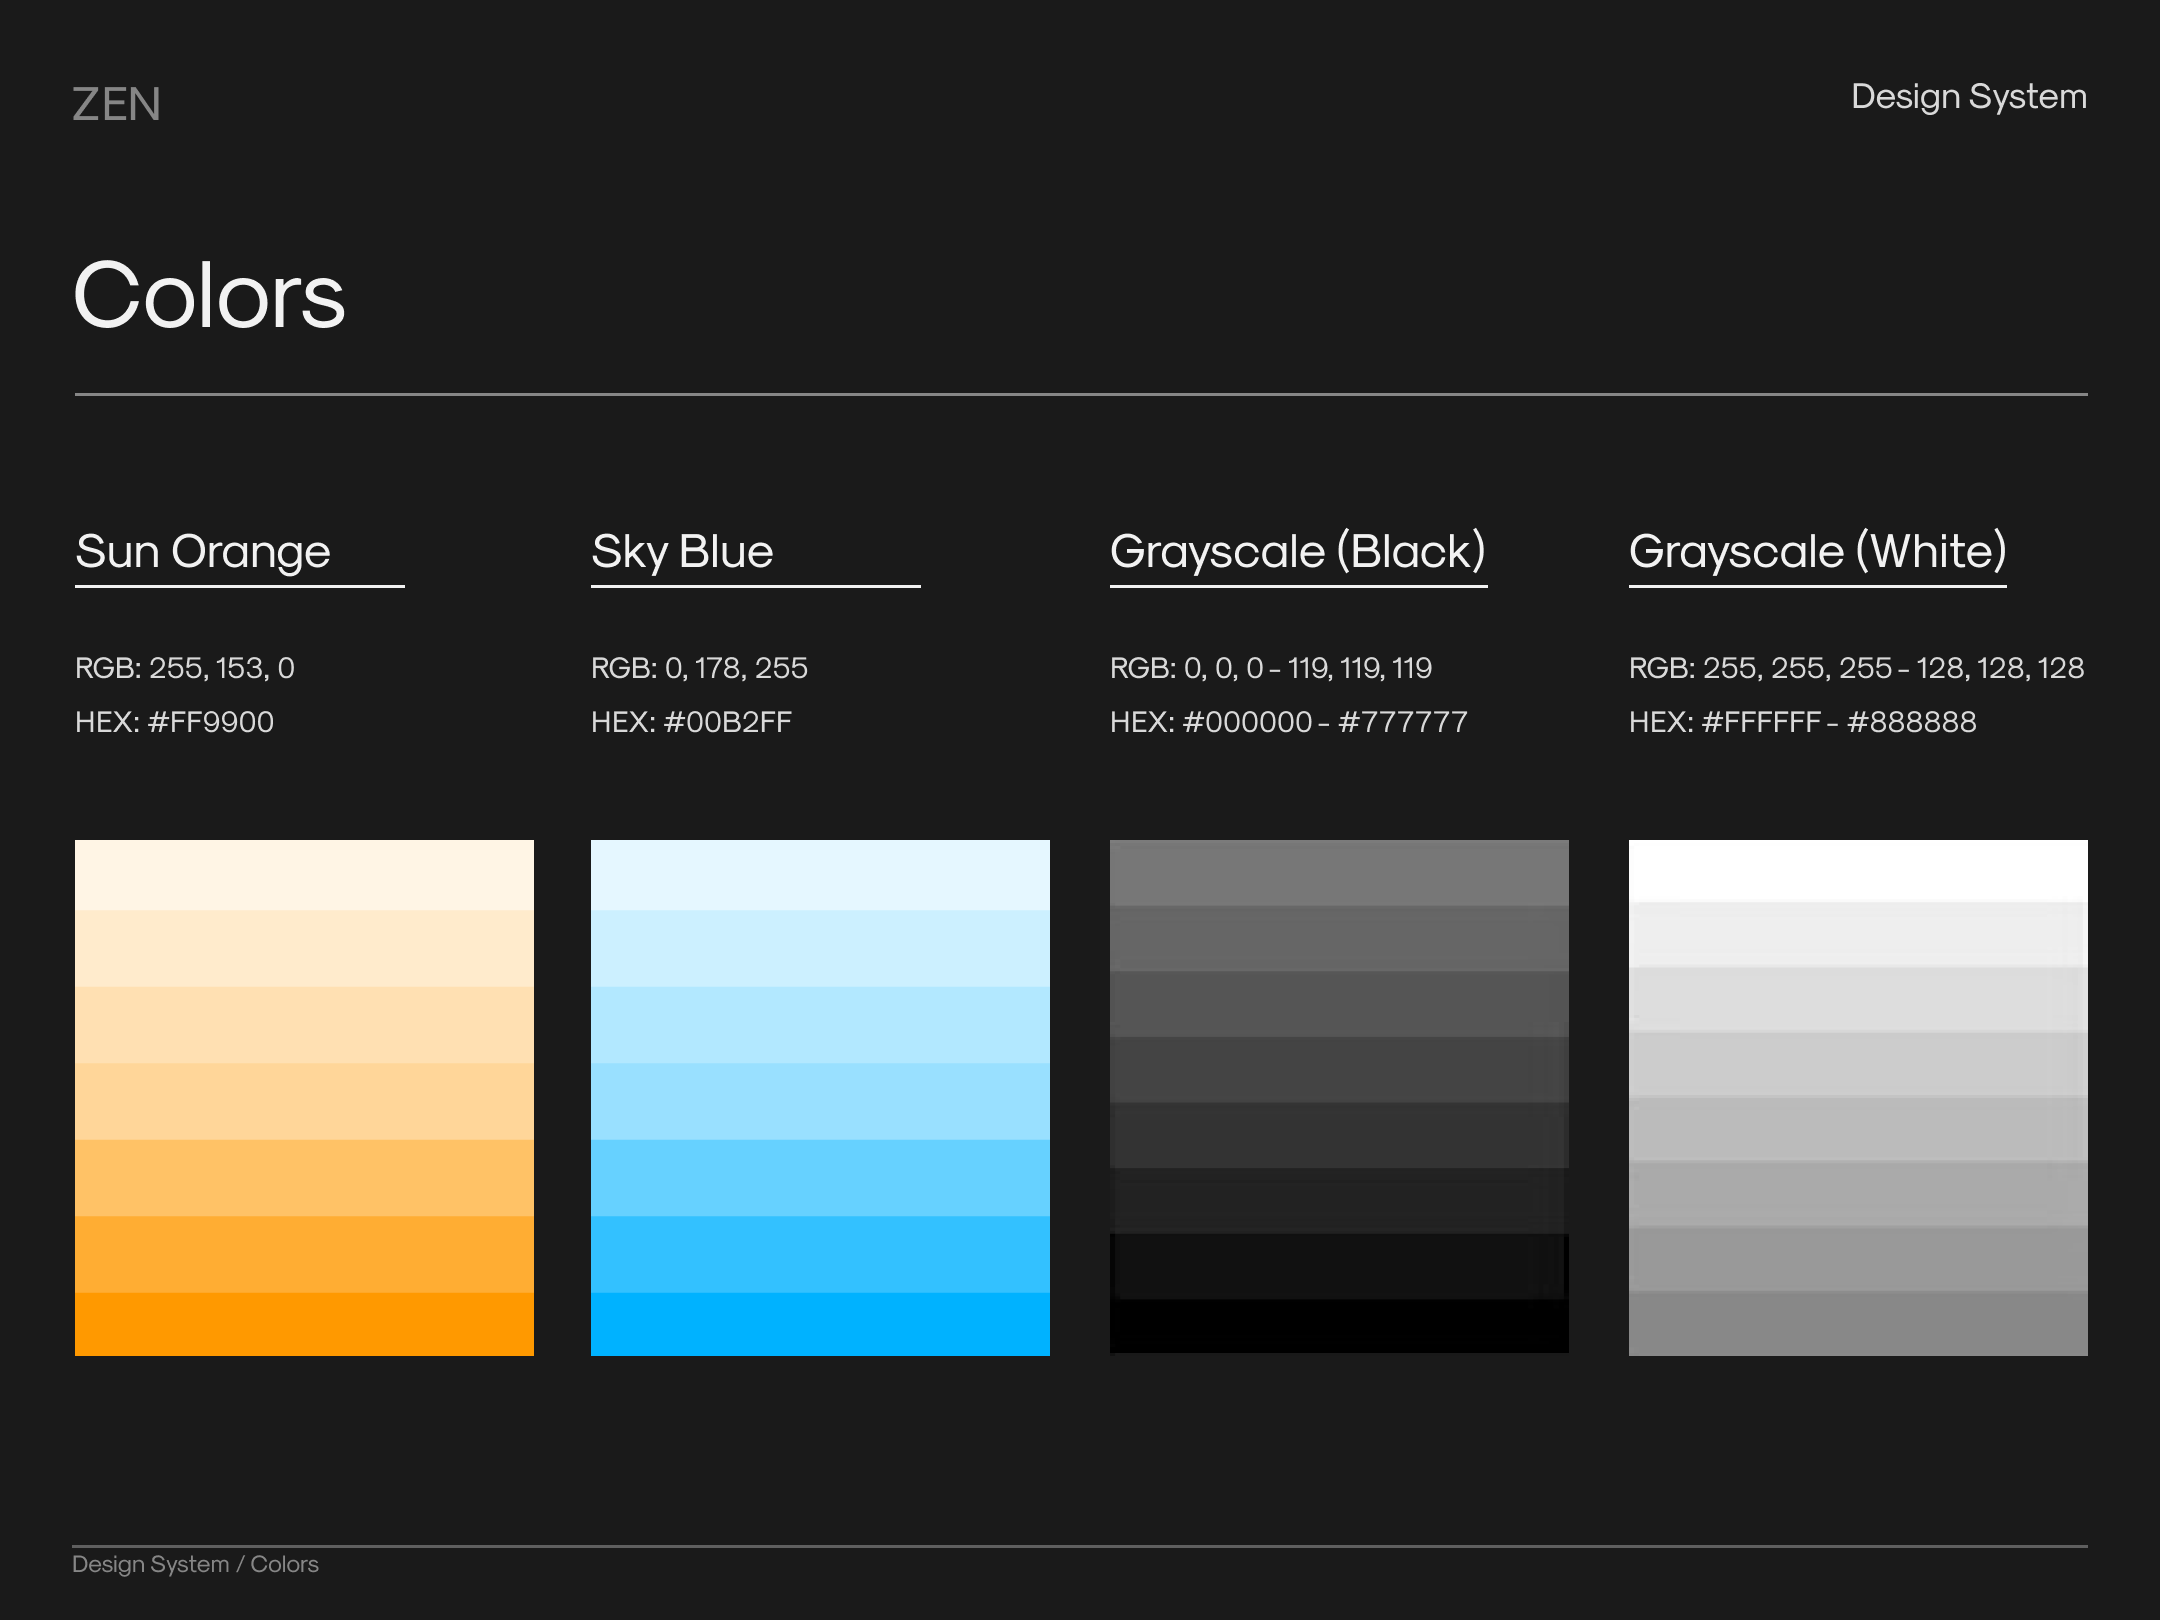 ZEN
Design System
Colors
Sun Orange
RGB: 255, 153, 0
HEX: #FF9900
Sky Blue
RGB: 0, 178, 255
HEX: #00B2FF
Grayscale (Black)
RGB: 0, 0, 0 - 119, 119, 119
HEX: #000000 - #777777
Grayscale (White)
RGB: 255, 255, 255 - 128, 128, 128
HEX: #FFFFFF - #888888
Design System / Colors